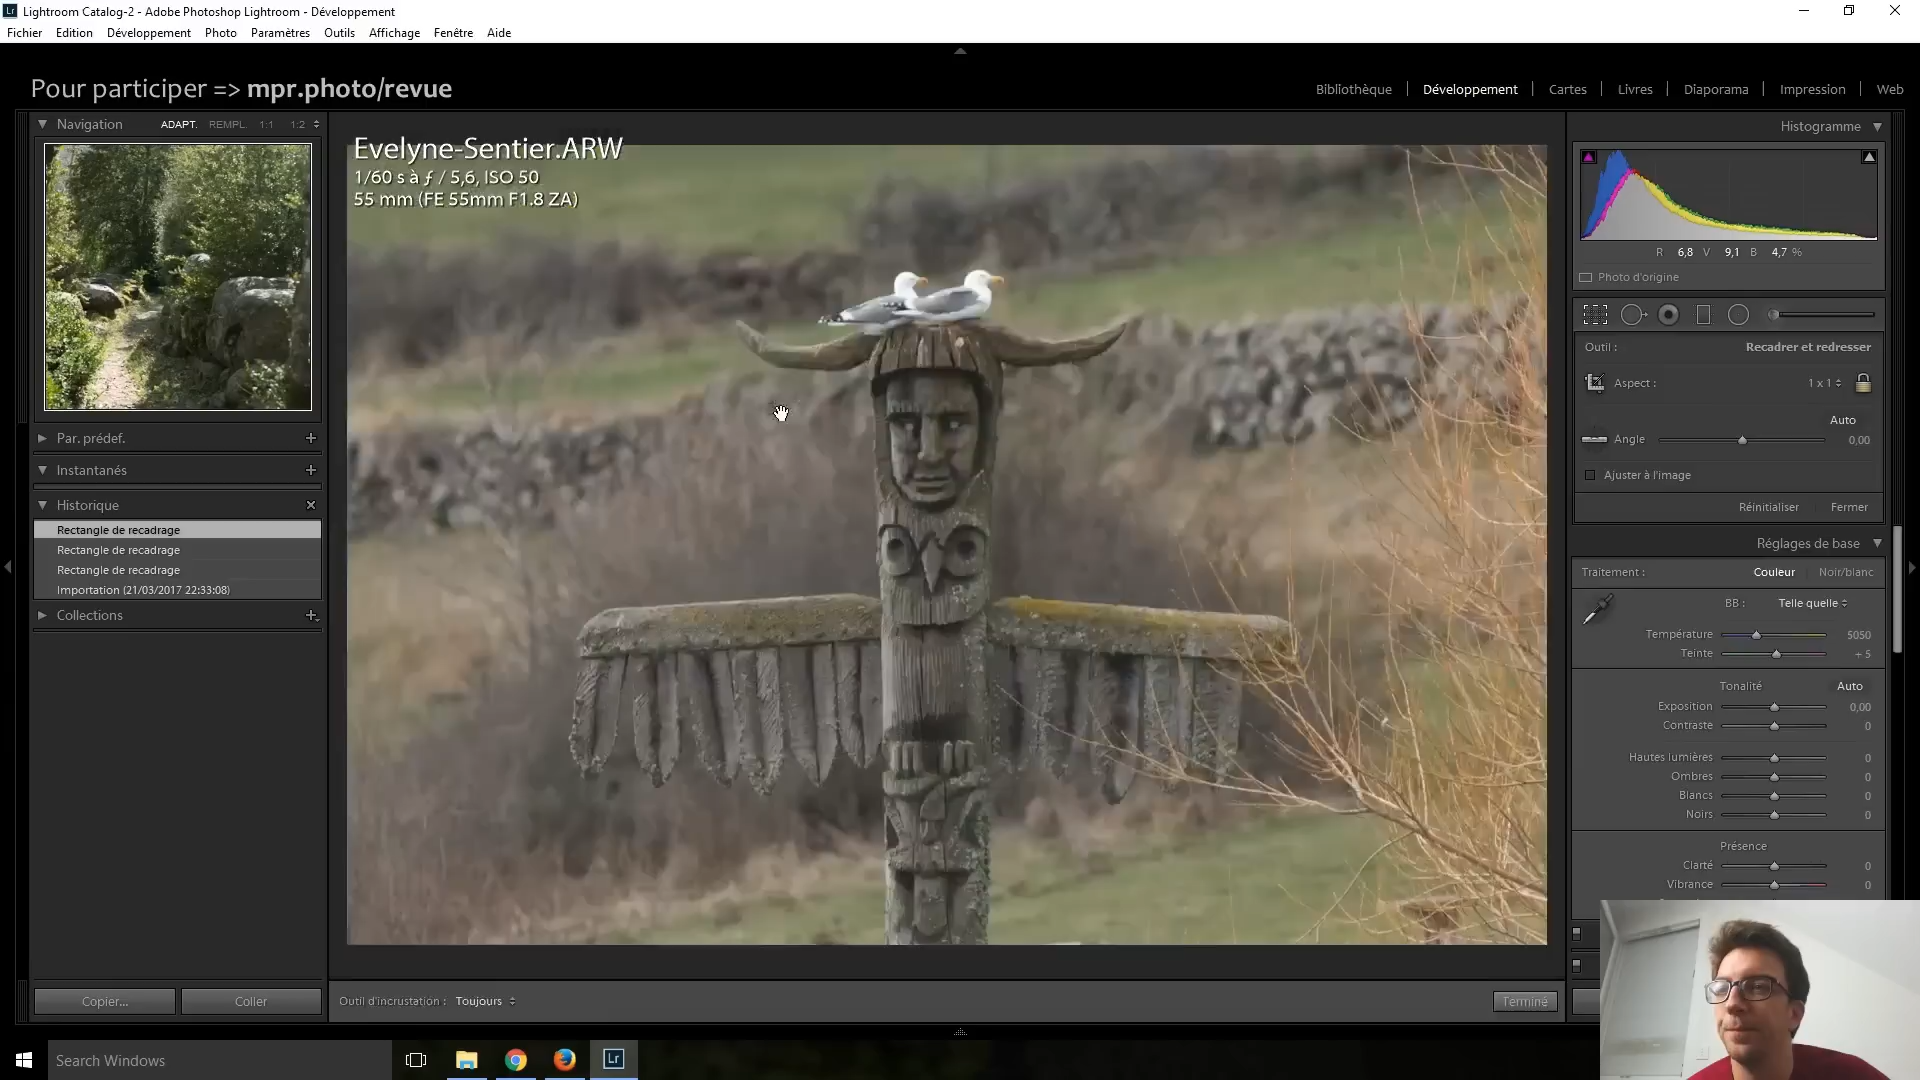 Lightroom Catalog-2 - Adobe Photoshop Lightroom - Développement
Fichier Edition Développement Photo Paramètres Outils Affichage Fenêtre Aide
Pour participer => mpr.photo/revue
Bibliothèque | Développement | Cartes | Livres | Diaporama | Impression | Web
Navigation ADAPT. REMPL. 1:1 1:2
Par. prédef.
Instantanés
Historique
Rectangle de recadrage
Rectangle de recadrage
Rectangle de recadrage
Importation (21/03/2017 22:33:08)
Collections
Copier... Coller
Evelyne-Sentier.ARW
1/60 s à ƒ / 5,6, ISO 50
55 mm (FE 55mm F1.8 ZA)
Outil d'incrustation : Toujours
Terminé
Histogramme
R 6,8 V 9,1 B 4,7 %
Photo d'origine
Outil : Recadrer et redresser
Aspect : 1 x 1
Auto
Angle 0,00
Ajuster à l'image
Réinitialiser Fermer
Réglages de base
Traitement : Couleur Noir/blanc
BB : Telle quelle
Température 5050
Teinte + 5
Tonalité Auto
Exposition 0,00
Contraste 0
Hautes lumières 0
Ombres 0
Blancs 0
Noirs 0
Présence
Clarté 0
Vibrance 0
Search Windows
Lr